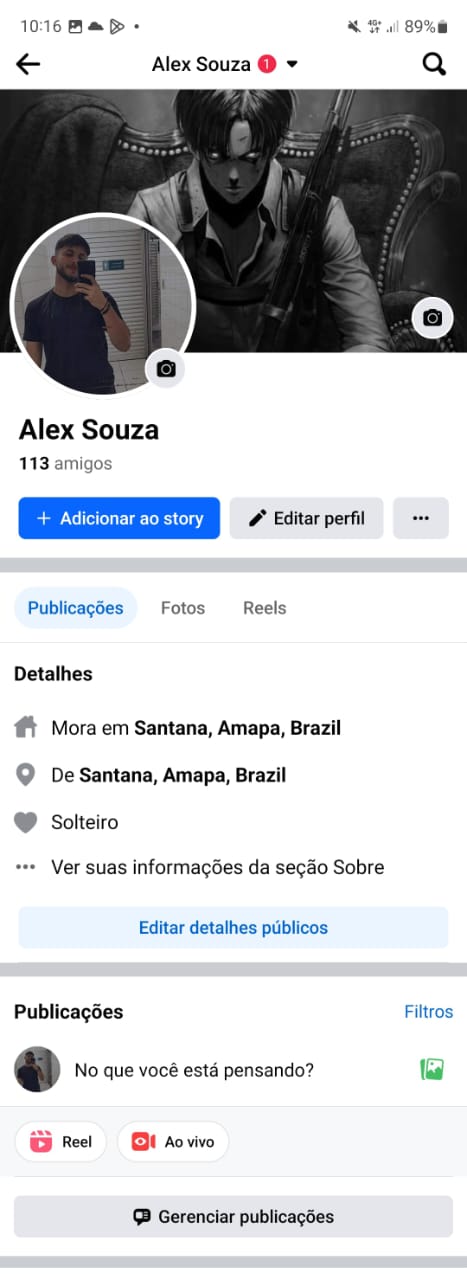 10:16
4G+ 89%
Alex Souza 1
Alex Souza
113 amigos
+ Adicionar ao story
Editar perfil
Publicações Fotos Reels
Detalhes
Mora em Santana, Amapa, Brazil
De Santana, Amapa, Brazil
Solteiro
Ver suas informações da seção Sobre
Editar detalhes públicos
Publicações Filtros
No que você está pensando?
Reel Ao vivo
Gerenciar publicações